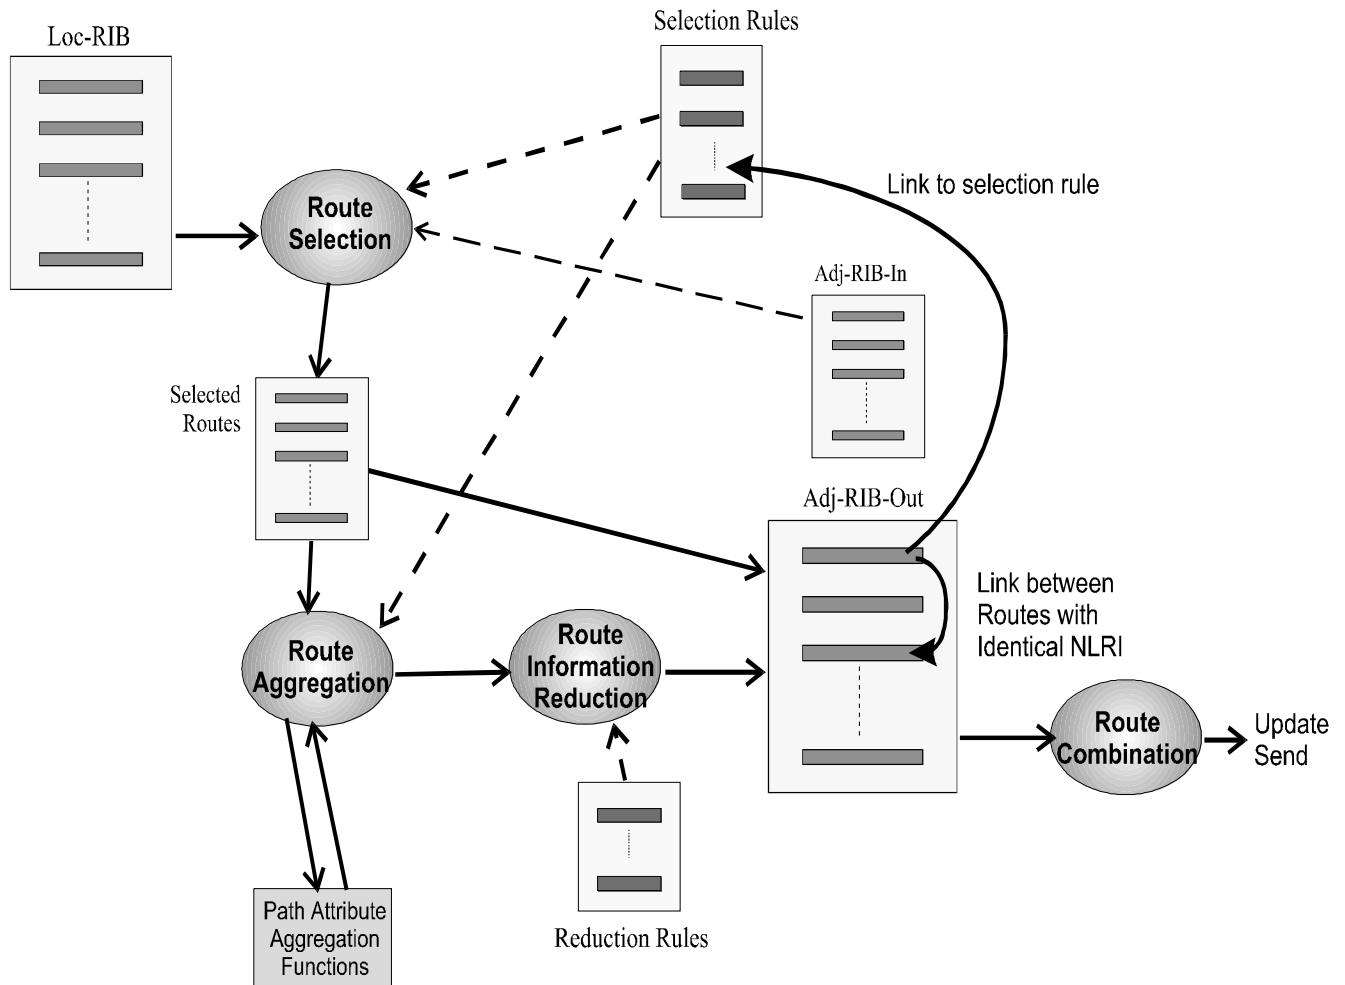 Selection Rules
Loc-RIB
Link to selection rule
Route
Selection
Adj-RIB-In
Selected
Routes
Adj-RIB-Out
Link between
Routes with
Identical NLRI
Route
Aggregation
Route
Information
Reduction
Route
Combination
Update
Send
Path Attribute
Aggregation
Functions
Reduction Rules